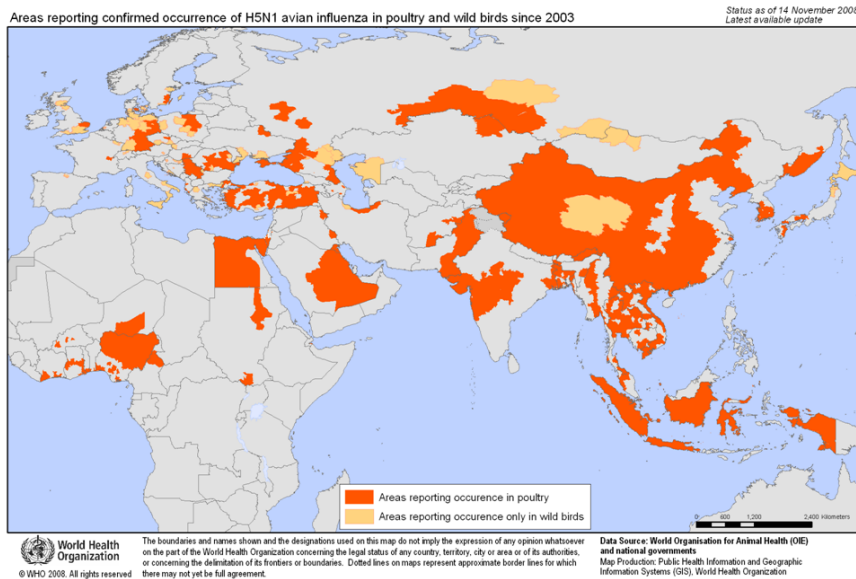 Areas reporting confirmed occurrence of H5N1 avian influenza in poultry and wild birds since 2003
Status as of 14 November 2008
Latest available update
Areas reporting occurence in poultry
Areas reporting occurence only in wild birds
0 600 1,200 2,400 Kilometers
World Health
Organization
© WHO 2008. All rights reserved
The boundaries and names shown and the designations used on this map do not imply the expression of any opinion whatsoever
on the part of the World Health Organization concerning the legal status of any country, territory, city or area or of its authorities,
or concerning the delimitation of its frontiers or boundaries. Dotted lines on maps represent approximate border lines for which
there may not yet be full agreement.
Data Source: World Organisation for Animal Health (OIE)
and national governments
Map Production: Public Health Information and Geographic
Information Systems (GIS), World Health Organization